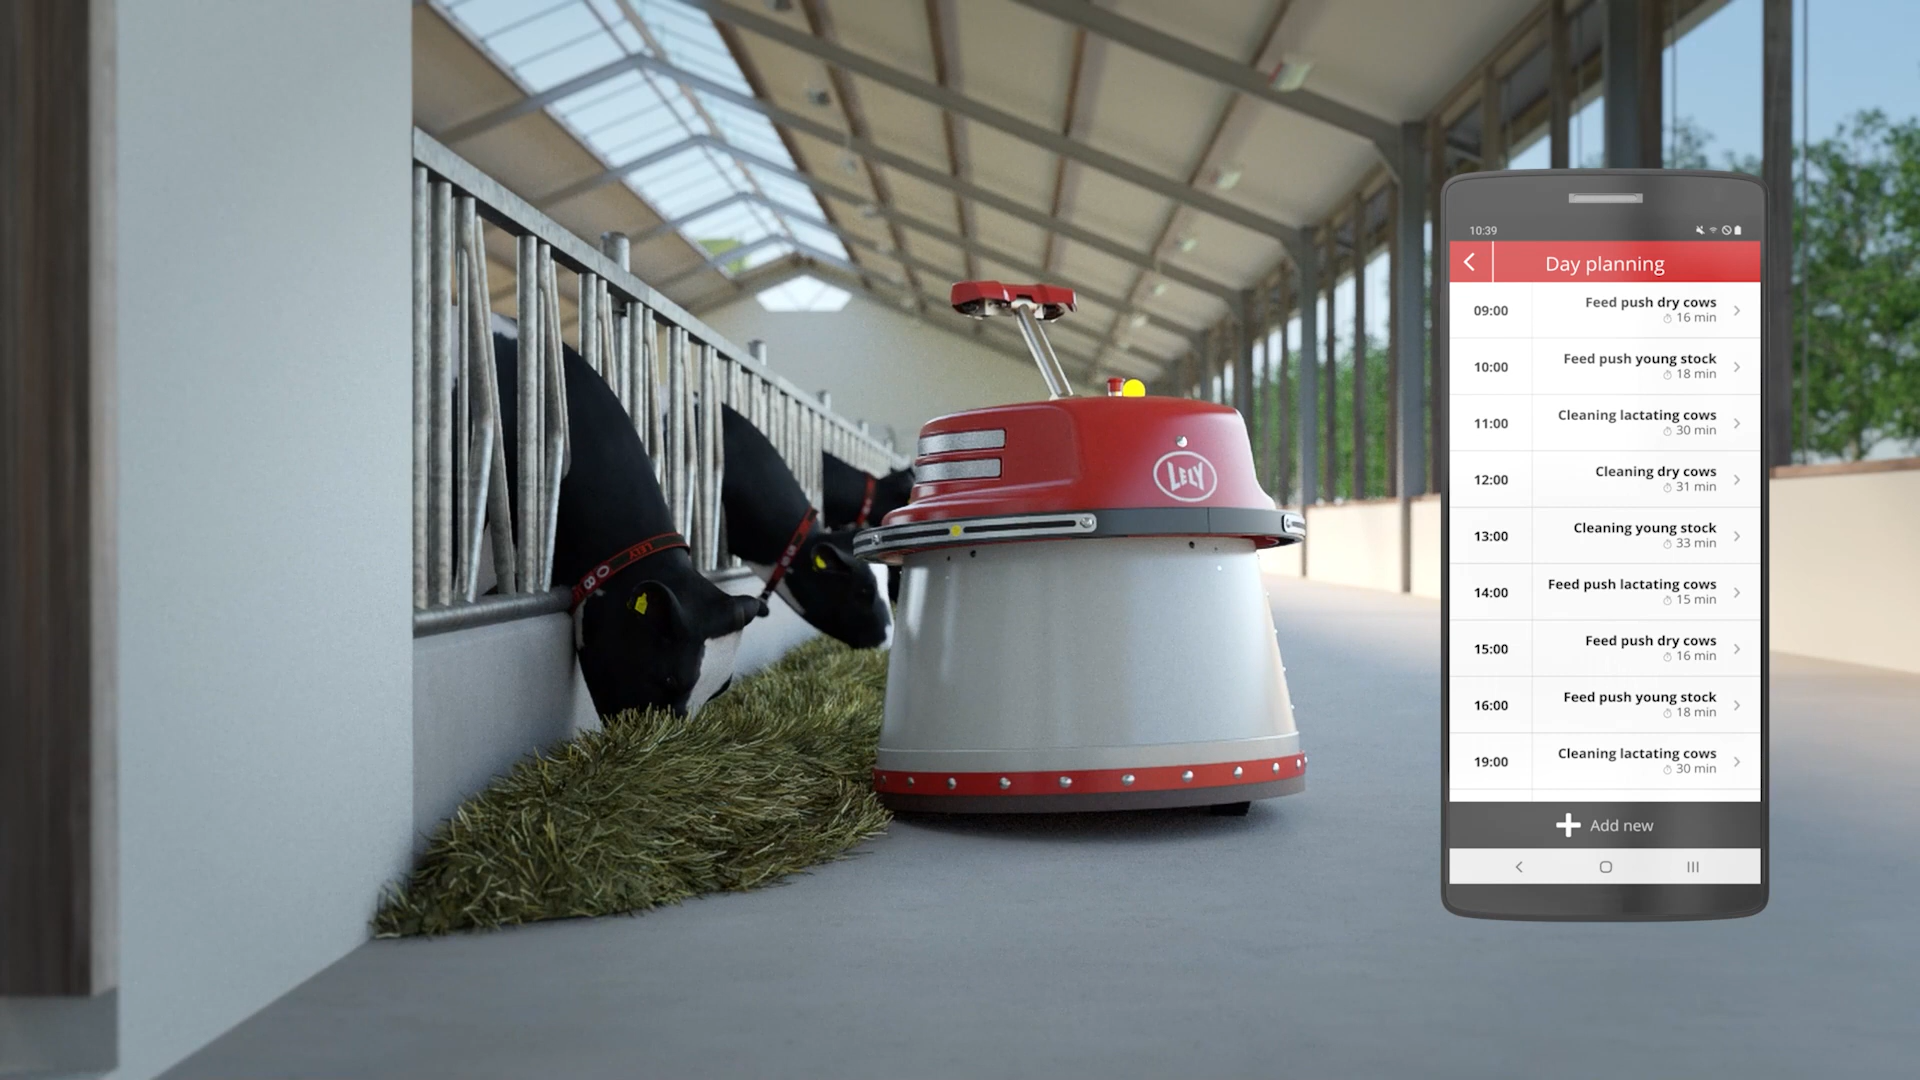 LELY
LELY
10:39
Day planning
09:00
Feed push dry cows
16 min
10:00
Feed push young stock
18 min
11:00
Cleaning lactating cows
30 min
12:00
Cleaning dry cows
31 min
13:00
Cleaning young stock
33 min
14:00
Feed push lactating cows
15 min
15:00
Feed push dry cows
16 min
16:00
Feed push young stock
18 min
19:00
Cleaning lactating cows
30 min
Add new